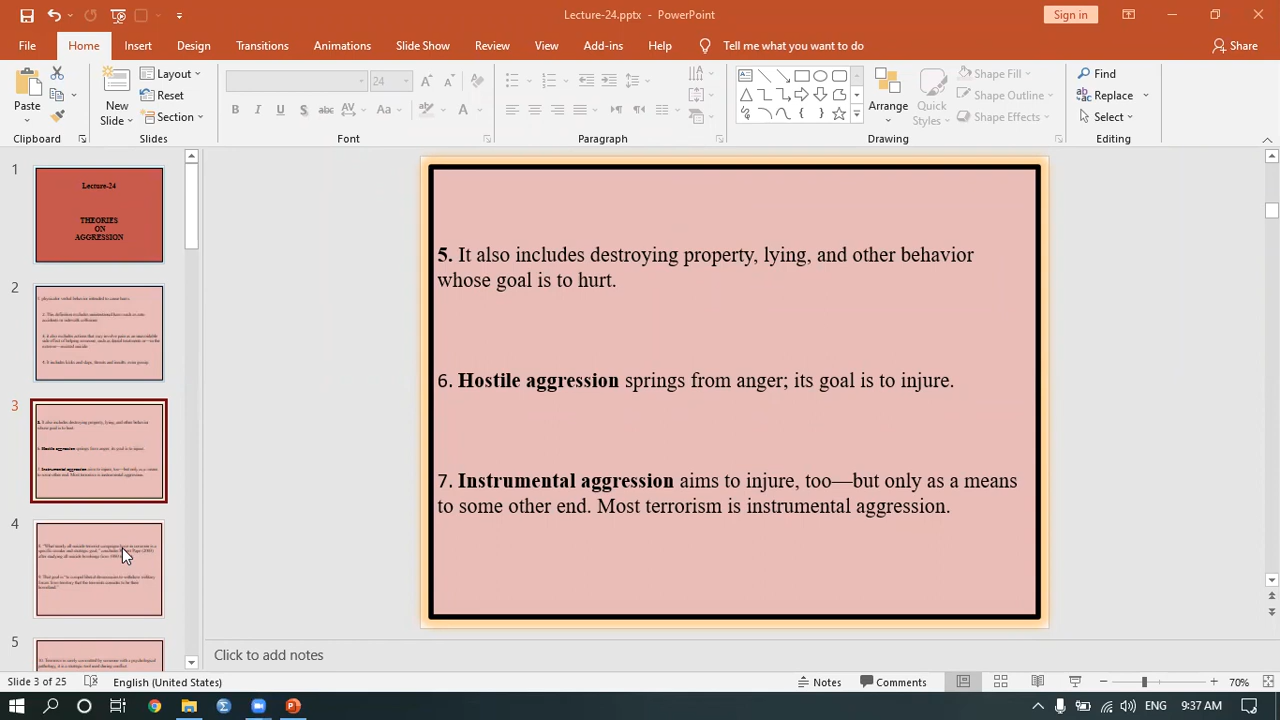 Lecture-24.pptx - PowerPoint
Sign in
File Home Insert Design Transitions Animations Slide Show Review View Add-ins Help Tell me what you want to do Share
Paste
New
Slide
Layout
Reset
Section
24
Arrange
Quick
Styles
Shape Fill
Shape Outline
Shape Effects
Find
Replace
Select
Clipboard Slides Font Paragraph Drawing Editing
1
Lecture-24
THEORIES
ON
AGGRESSION
2
3
4
5
5. It also includes destroying property, lying, and other behavior
whose goal is to hurt.
6. Hostile aggression springs from anger; its goal is to injure.
7. Instrumental aggression aims to injure, too—but only as a means
to some other end. Most terrorism is instrumental aggression.
Click to add notes
Slide 3 of 25 English (United States) Notes Comments 70%
ENG 9:37 AM